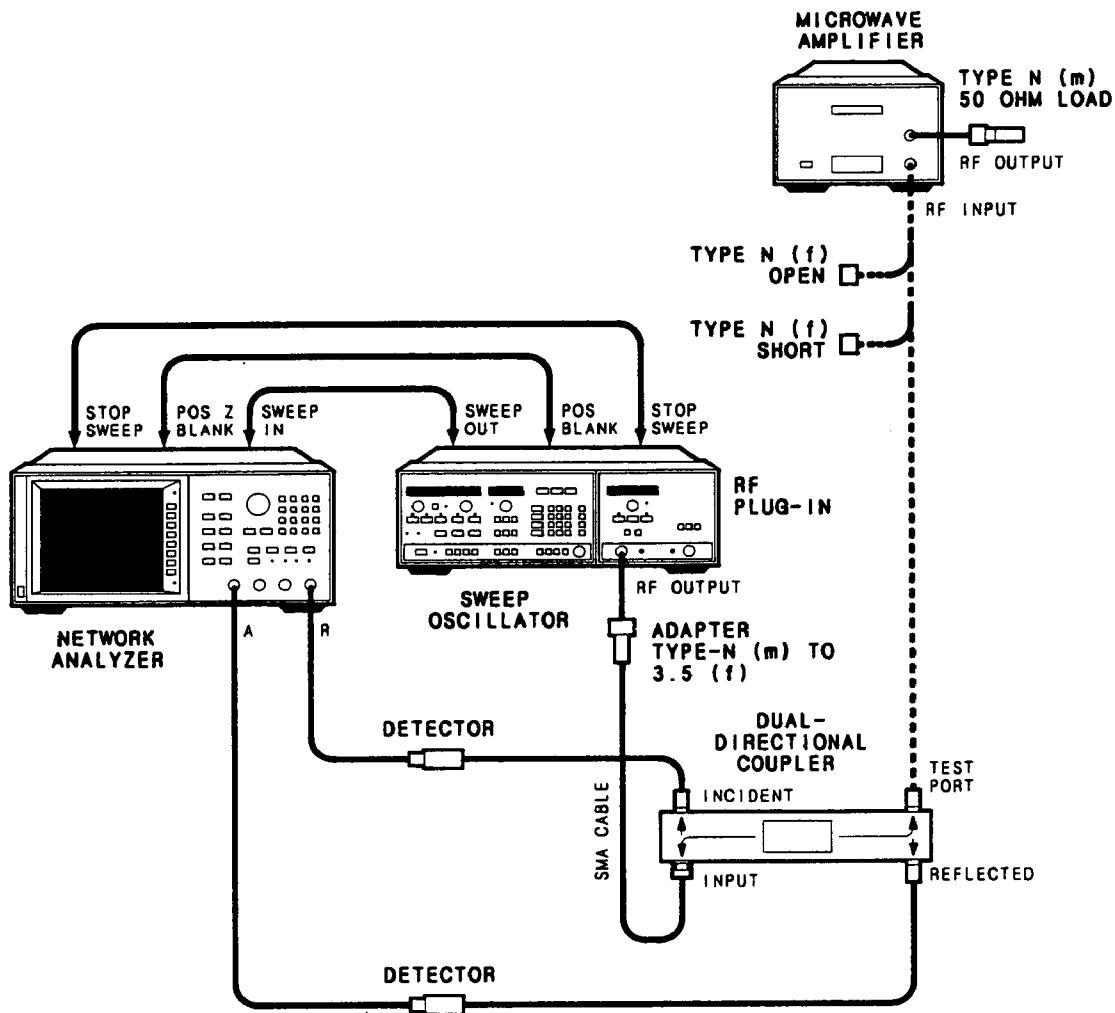 MICROWAVE
AMPLIFIER
TYPE N (m)
50 OHM LOAD
RF OUTPUT
RF INPUT
TYPE N (f)
OPEN
TYPE N (f)
SHORT
STOP
SWEEP
POS Z
BLANK
SWEEP
IN
SWEEP
OUT
POS
BLANK
STOP
SWEEP
RF
PLUG-IN
RF OUTPUT
SWEEP
OSCILLATOR
A
R
NETWORK
ANALYZER
ADAPTER
TYPE-N (m) TO
3.5 (f)
DETECTOR
DUAL-
DIRECTIONAL
COUPLER
TEST
PORT
SMA CABLE
INCIDENT
INPUT
REFLECTED
DETECTOR